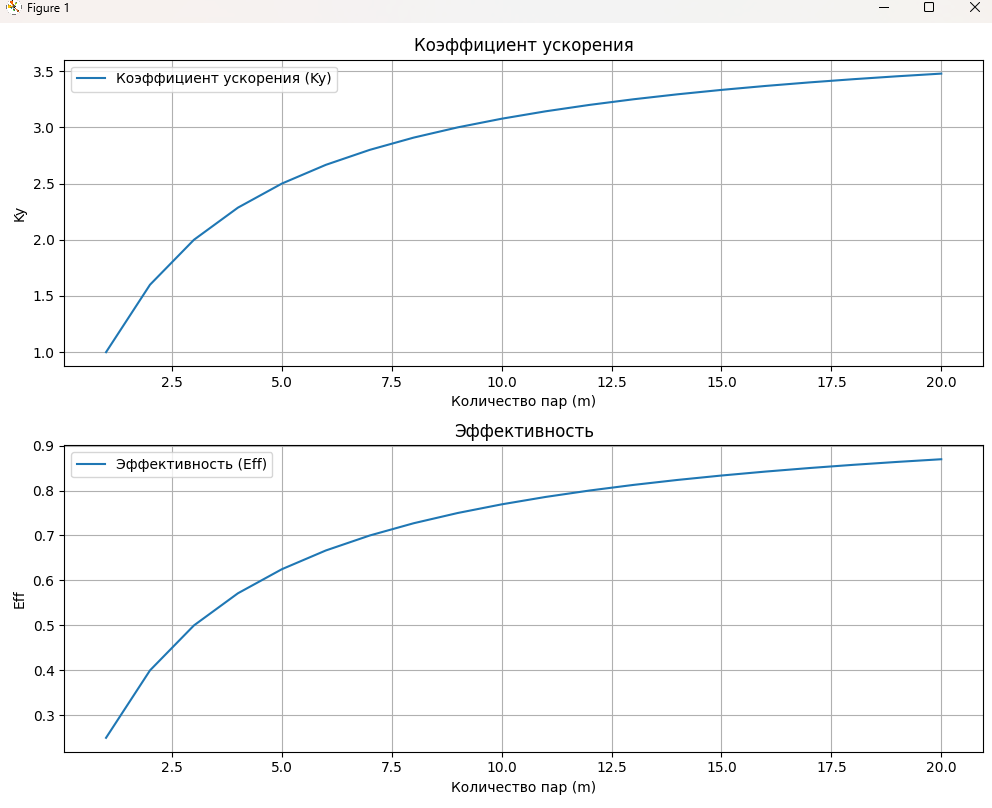 Figure 1
Коэффициент ускорения
Коэффициент ускорения (Ky)
3.5
3.0
2.5
2.0
1.5
1.0
Ky
2.5 5.0 7.5 10.0 12.5 15.0 17.5 20.0
Количество пар (m)
Эффективность
Эффективность (Eff)
0.9
0.8
0.7
0.6
0.5
0.4
0.3
Eff
2.5 5.0 7.5 10.0 12.5 15.0 17.5 20.0
Количество пар (m)